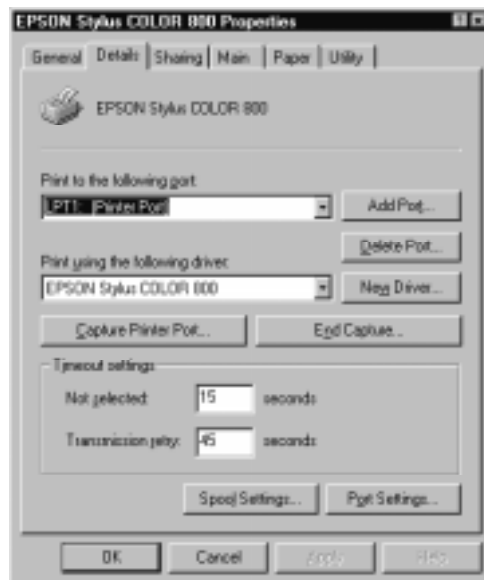 EPSON Stylus COLOR 800 Properties
General Details Sharing Main Paper Utility
EPSON Stylus COLOR 800
Print to the following port:
LPT1: (Printer Port)
Add Port...
Delete Port...
Print using the following driver:
EPSON Stylus COLOR 800
New Driver...
Capture Printer Port... End Capture...
Timeout settings
Not selected: 15 seconds
Transmission retry: 45 seconds
Spool Settings... Port Settings...
OK Cancel Apply Help